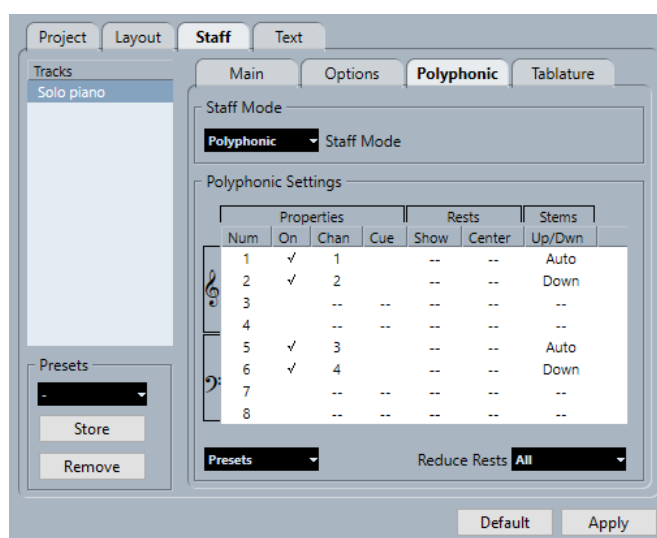 Project Layout Staff Text
Tracks
Solo piano
Main Options Polyphonic Tablature
Staff Mode
Polyphonic Staff Mode
Polyphonic Settings
Properties Rests Stems
Num On Chan Cue Show Center Up/Dwn
1 √ 1 -- -- Auto
2 √ 2 -- -- Down
3 -- -- -- -- --
4 -- -- -- -- --
5 √ 3 -- -- Auto
6 √ 4 -- -- Down
7 -- -- -- -- --
8 -- -- -- -- --
Presets
-
Store
Remove
Presets Reduce Rests All
Default Apply